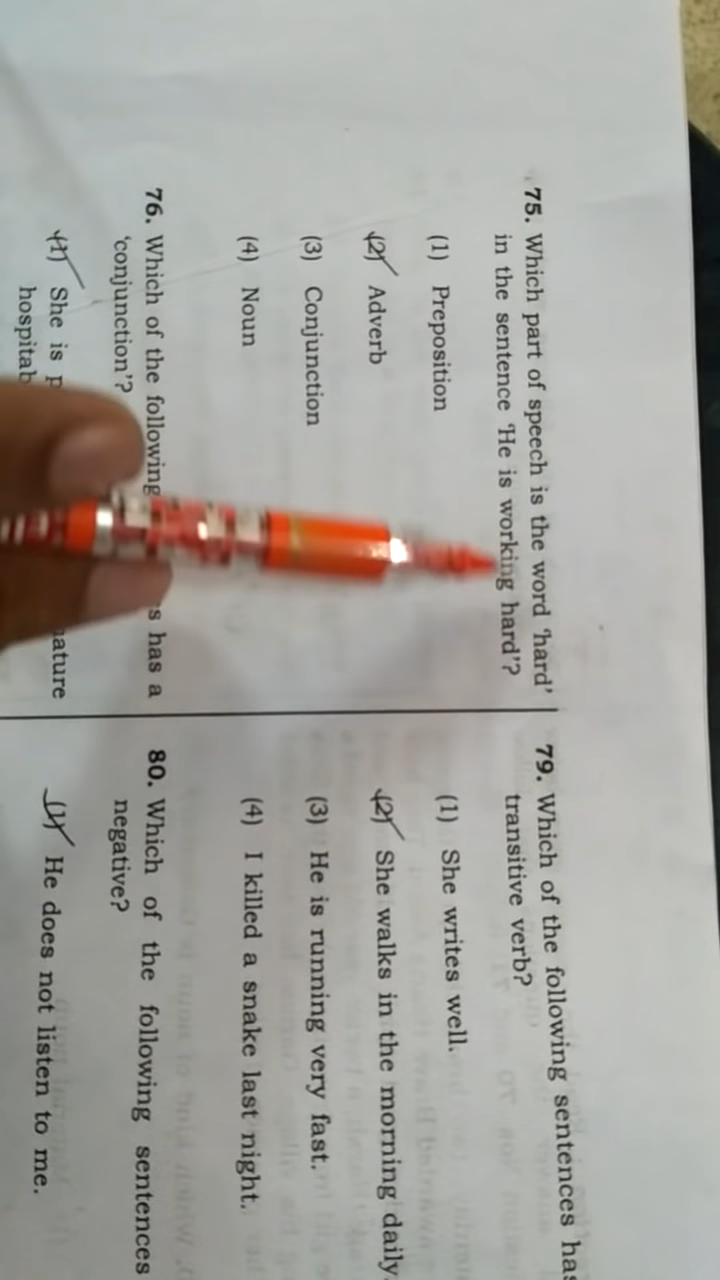 75. Which part of speech is the word 'hard'
in the sentence 'He is working hard'?
(1) Preposition
(2) Adverb
(3) Conjunction
(4) Noun
76. Which of the following s has a
'conjunction'?
(1) She is
79. Which of the following sentences has
transitive verb?
(1) She writes well.
(2) She walks in the morning daily.
(3) He is running very fast.
(4) I killed a snake last night.
80. Which of the following sentences
negative?
(1) He does not listen to me.